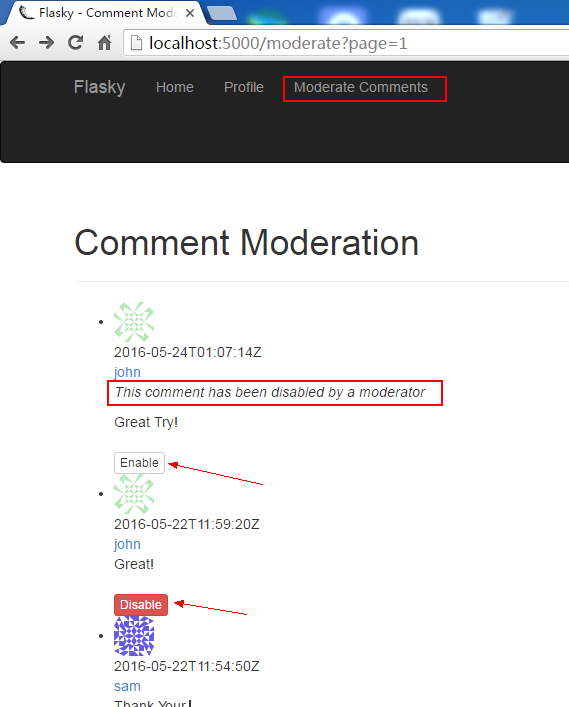 Flasky - Comment Mode
localhost:5000/moderate?page=1
Flasky Home Profile Moderate Comments
Comment Moderation
2016-05-24T01:07:14Z
john
This comment has been disabled by a moderator
Great Try!
Enable
2016-05-22T11:59:20Z
john
Great!
Disable
2016-05-22T11:54:50Z
sam
Thank Your